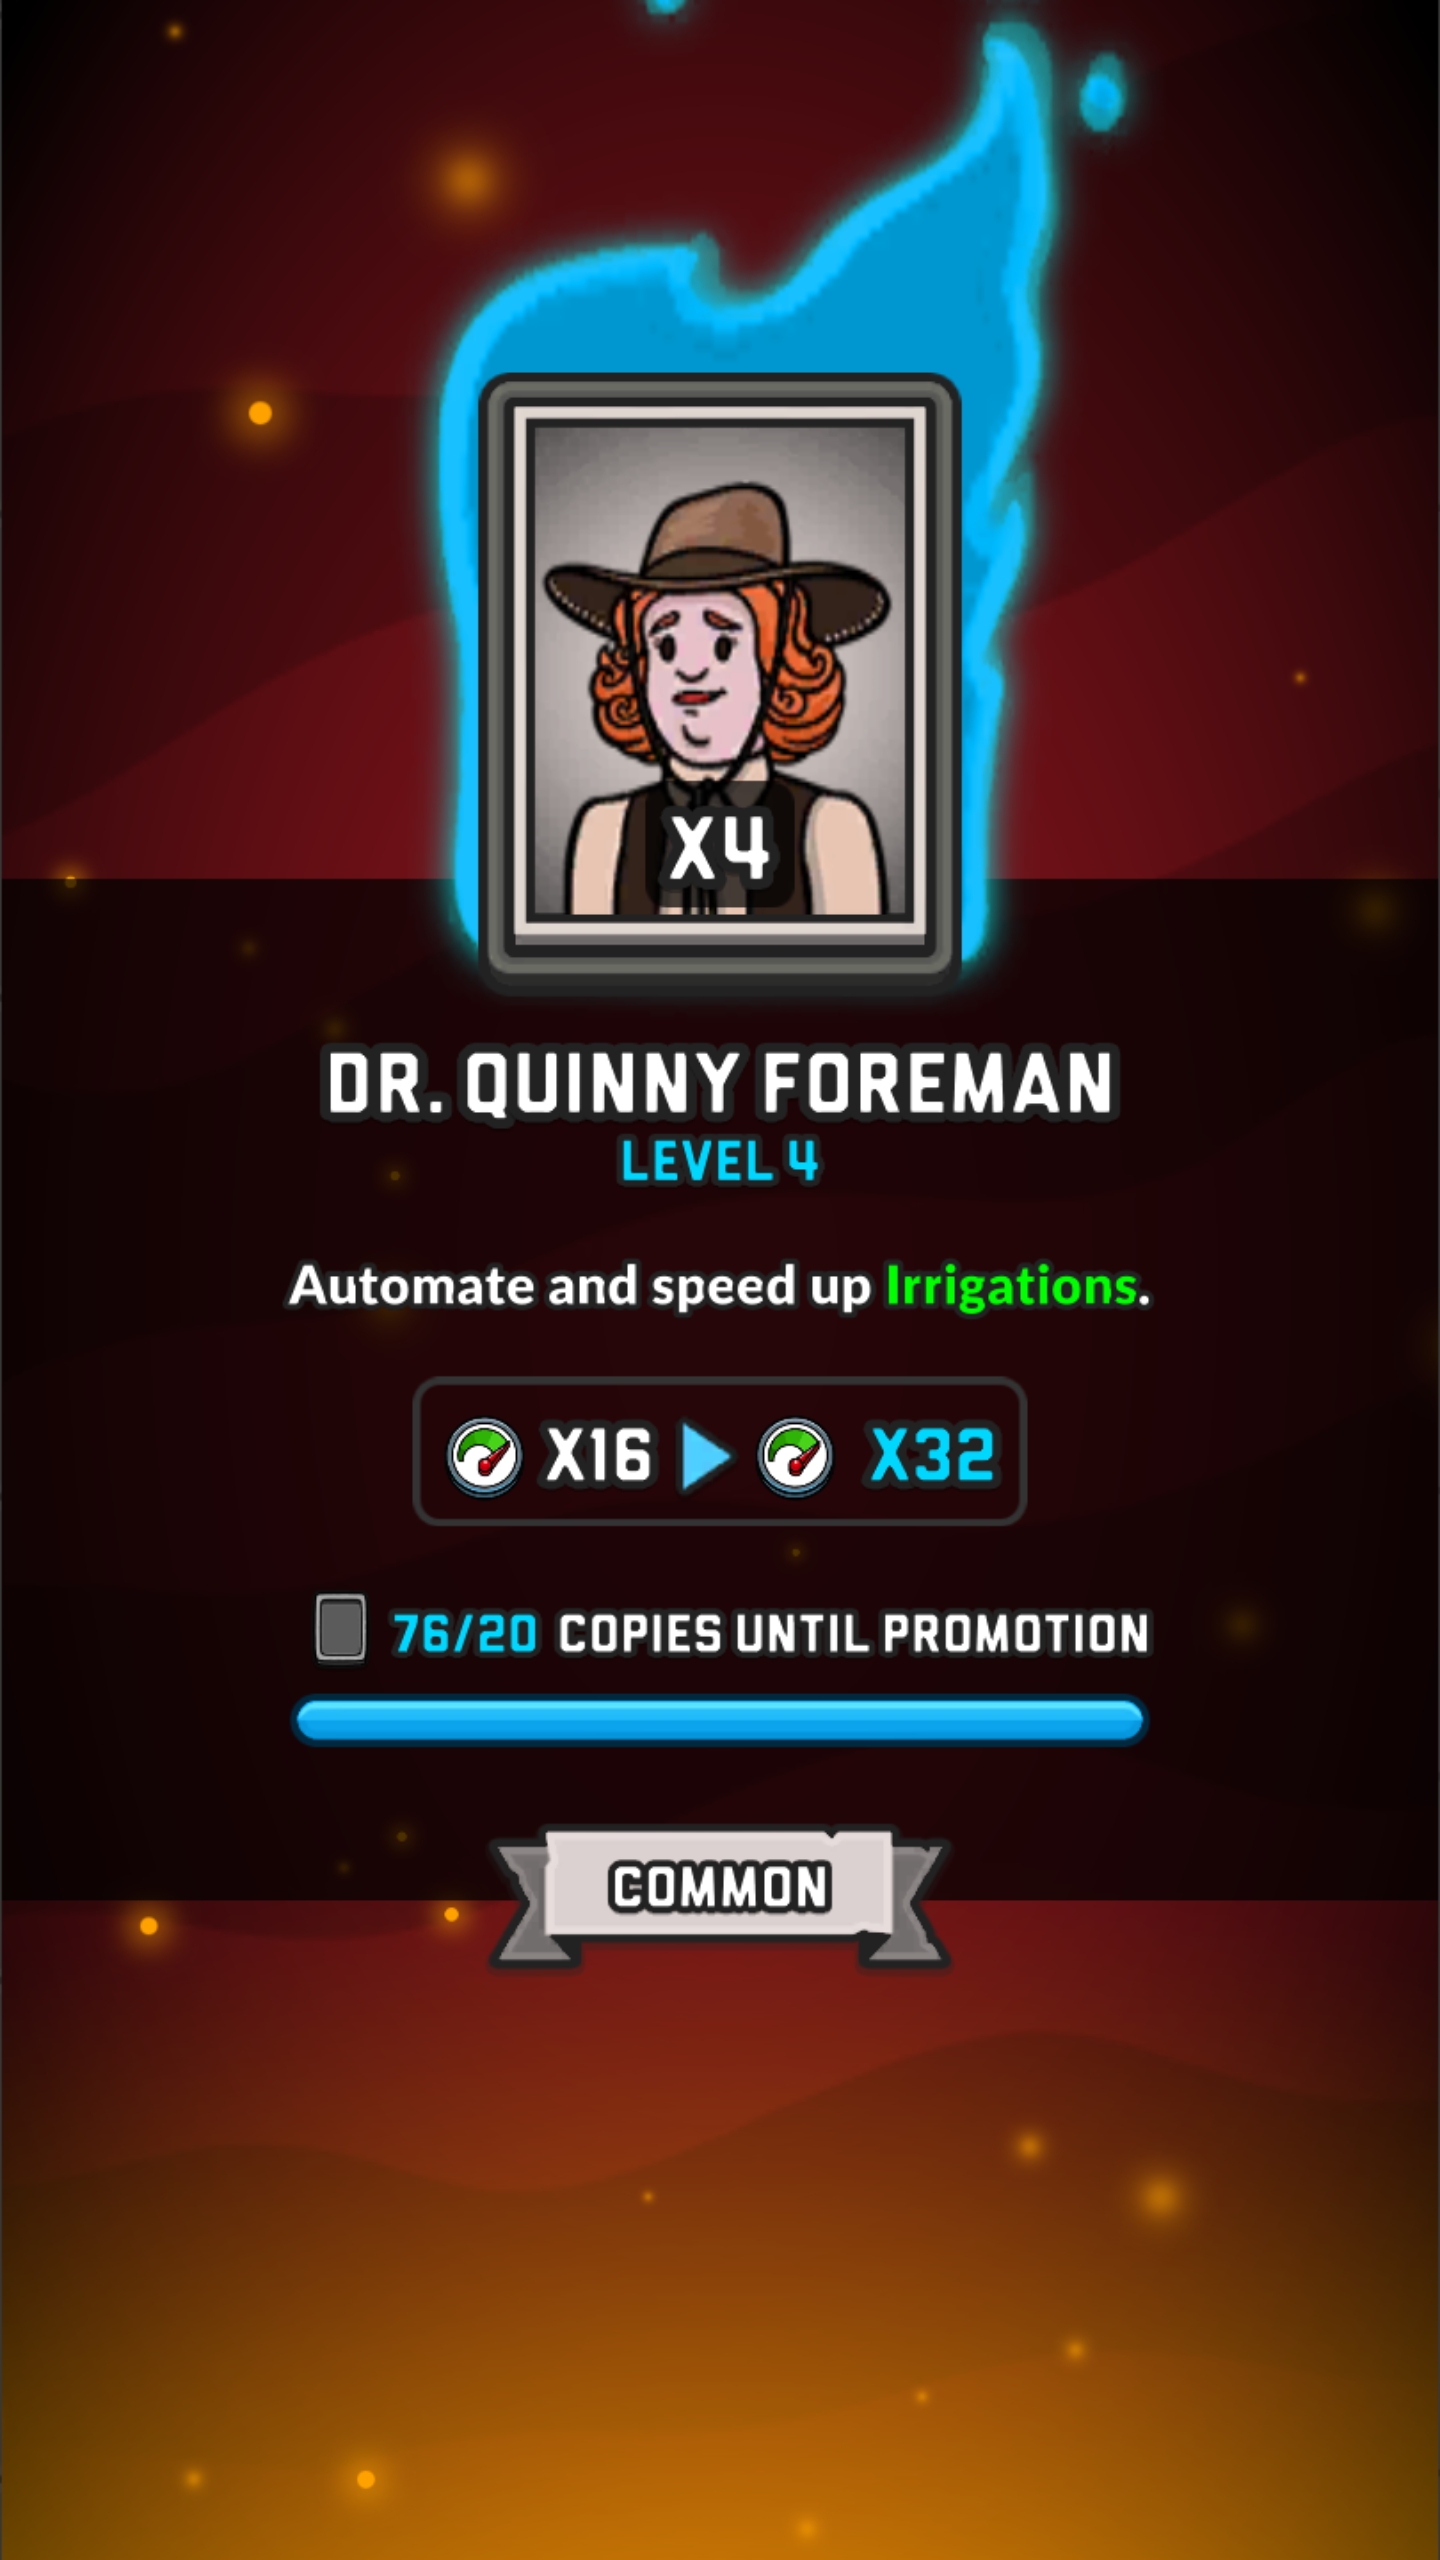 X4
DR. QUINNY FOREMAN
LEVEL 4
Automate and speed up Irrigations.
X16 X32
76/20 COPIES UNTIL PROMOTION
COMMON